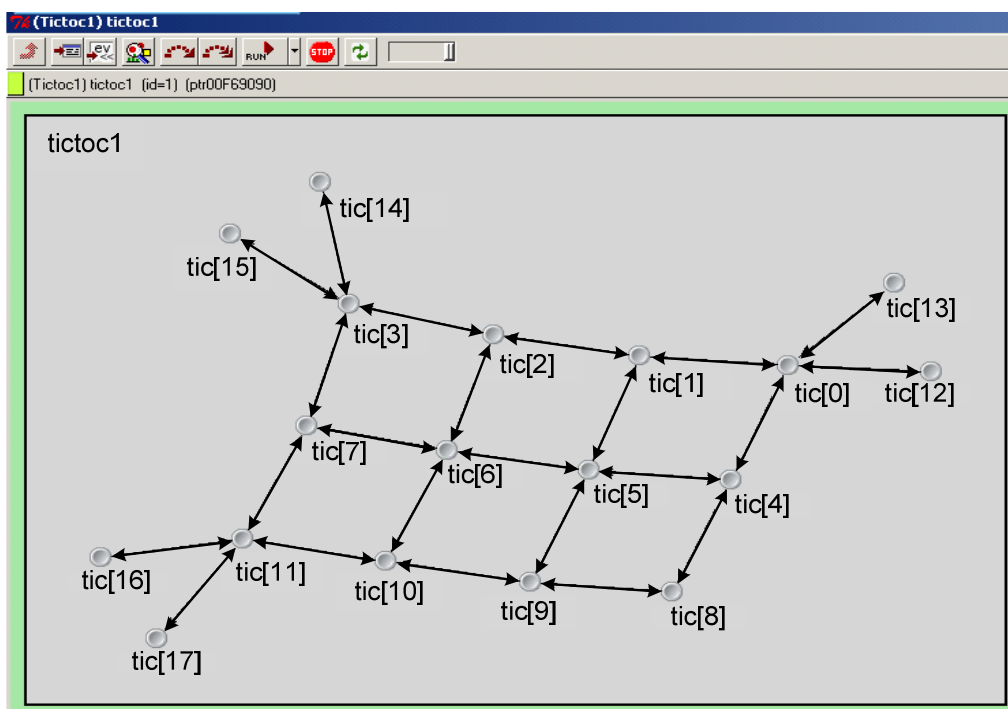 (Tictoc1) tictoc1
ev RUN STOP
(Tictoc1) tictoc1 (id=1) (ptr00F69090)
tictoc1
tic[14]
tic[15]
tic[13]
tic[3]
tic[2]
tic[1]
tic[0]
tic[12]
tic[7]
tic[6]
tic[5]
tic[4]
tic[16]
tic[11]
tic[10]
tic[9]
tic[8]
tic[17]